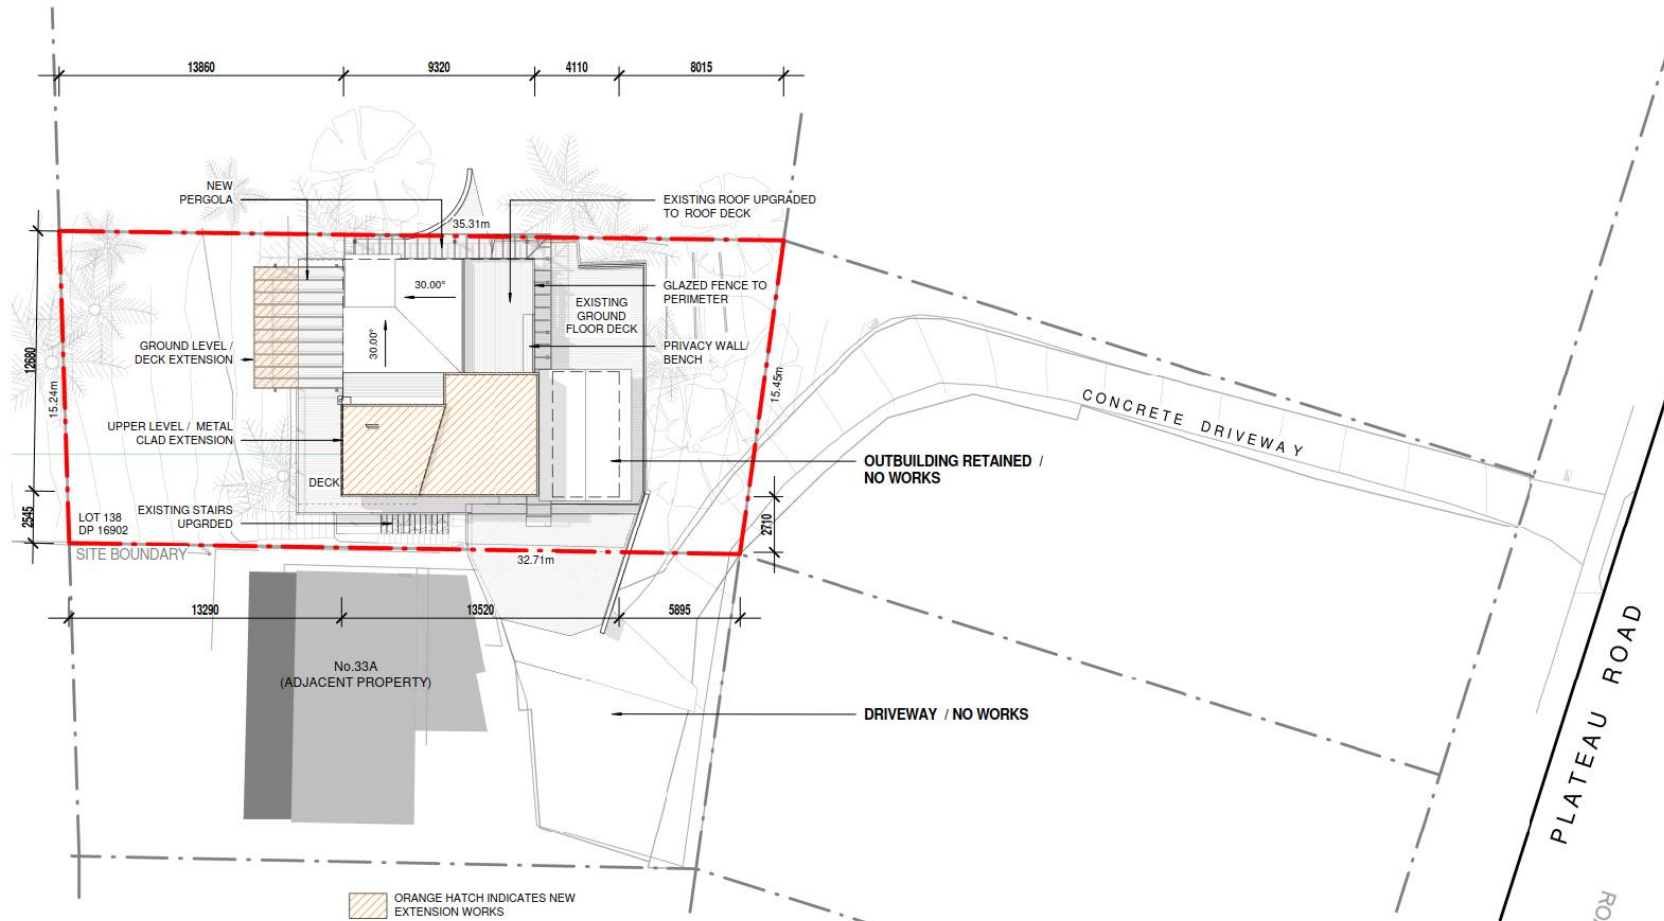 13860
9320
4110
8015
NEW
PERGOLA
35.31m
EXISTING ROOF UPGRADED
TO ROOF DECK
30.00°
GLAZED FENCE TO
PERIMETER
EXISTING
GROUND
FLOOR DECK
30.00°
GROUND LEVEL /
DECK EXTENSION
PRIVACY WALL/
BENCH
12680
15.24m
15.45m
CONCRETE DRIVEWAY
UPPER LEVEL / METAL
CLAD EXTENSION
OUTBUILDING RETAINED /
NO WORKS
DECK
EXISTING STAIRS
UPGRDED
2545
LOT 138
DP 16902
2710
SITE BOUNDARY
32.71m
13290
13520
5895
No.33A
(ADJACENT PROPERTY)
DRIVEWAY / NO WORKS
PLATEAU ROAD
ORANGE HATCH INDICATES NEW
EXTENSION WORKS